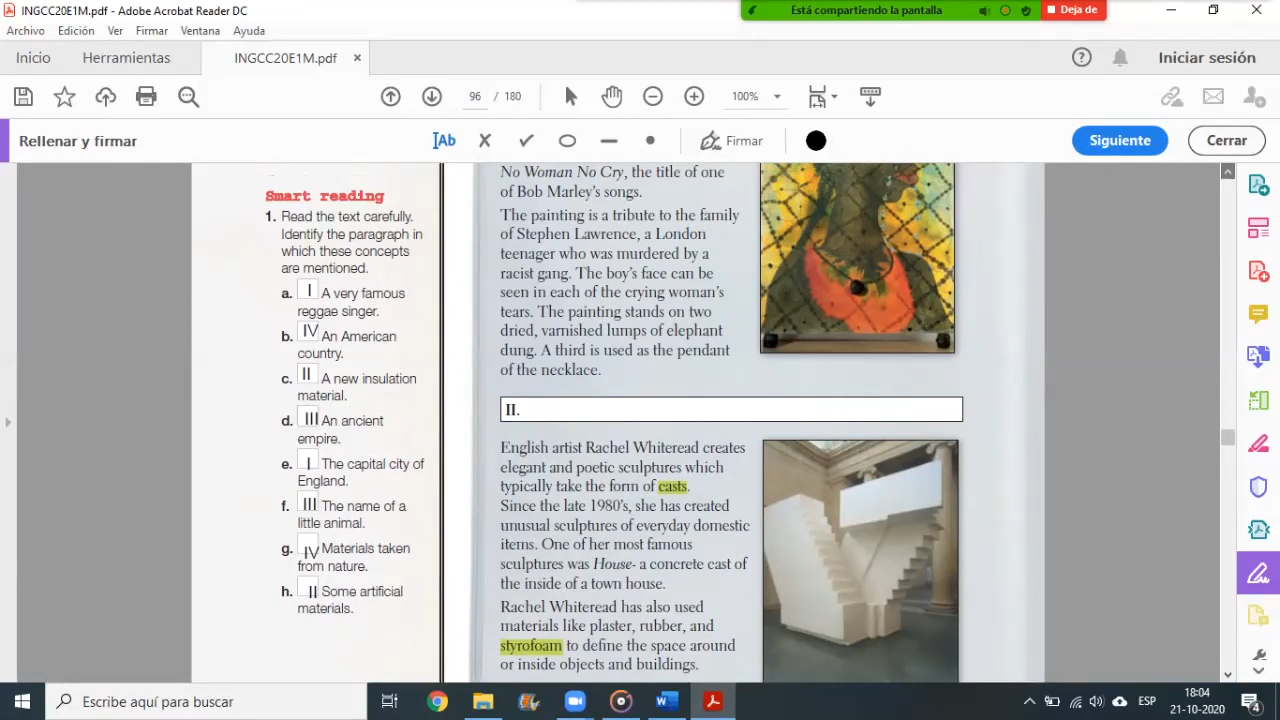 INGCC20E1M.pdf - Adobe Acrobat Reader DC
Está compartiendo la pantalla
Deja de
Archivo Edición Ver Firmar Ventana Ayuda
Inicio Herramientas INGCC20E1M.pdf
Iniciar sesión
96 / 180
100%
Rellenar y firmar
Ab
Firmar
Siguiente
Cerrar
Smart reading
1. Read the text carefully.
Identify the paragraph in
which these concepts
are mentioned.
a. I A very famous
reggae singer.
b. IV An American
country.
c. II A new insulation
material.
d. III An ancient
empire.
e. I The capital city of
England.
f. III The name of a
little animal.
g. IV Materials taken
from nature.
h. II Some artificial
materials.
No Woman No Cry, the title of one
of Bob Marley's songs.
The painting is a tribute to the family
of Stephen Lawrence, a London
teenager who was murdered by a
racist gang. The boy's face can be
seen in each of the crying woman's
tears. The painting stands on two
dried, varnished lumps of elephant
dung. A third is used as the pendant
of the necklace.
II.
English artist Rachel Whiteread creates
elegant and poetic sculptures which
typically take the form of casts.
Since the late 1980's, she has created
unusual sculptures of everyday domestic
items. One of her most famous
sculptures was House- a concrete cast of
the inside of a town house.
Rachel Whiteread has also used
materials like plaster, rubber, and
styrofoam to define the space around
or inside objects and buildings.
Escribe aquí para buscar
ESP
18:04
21-10-2020
4